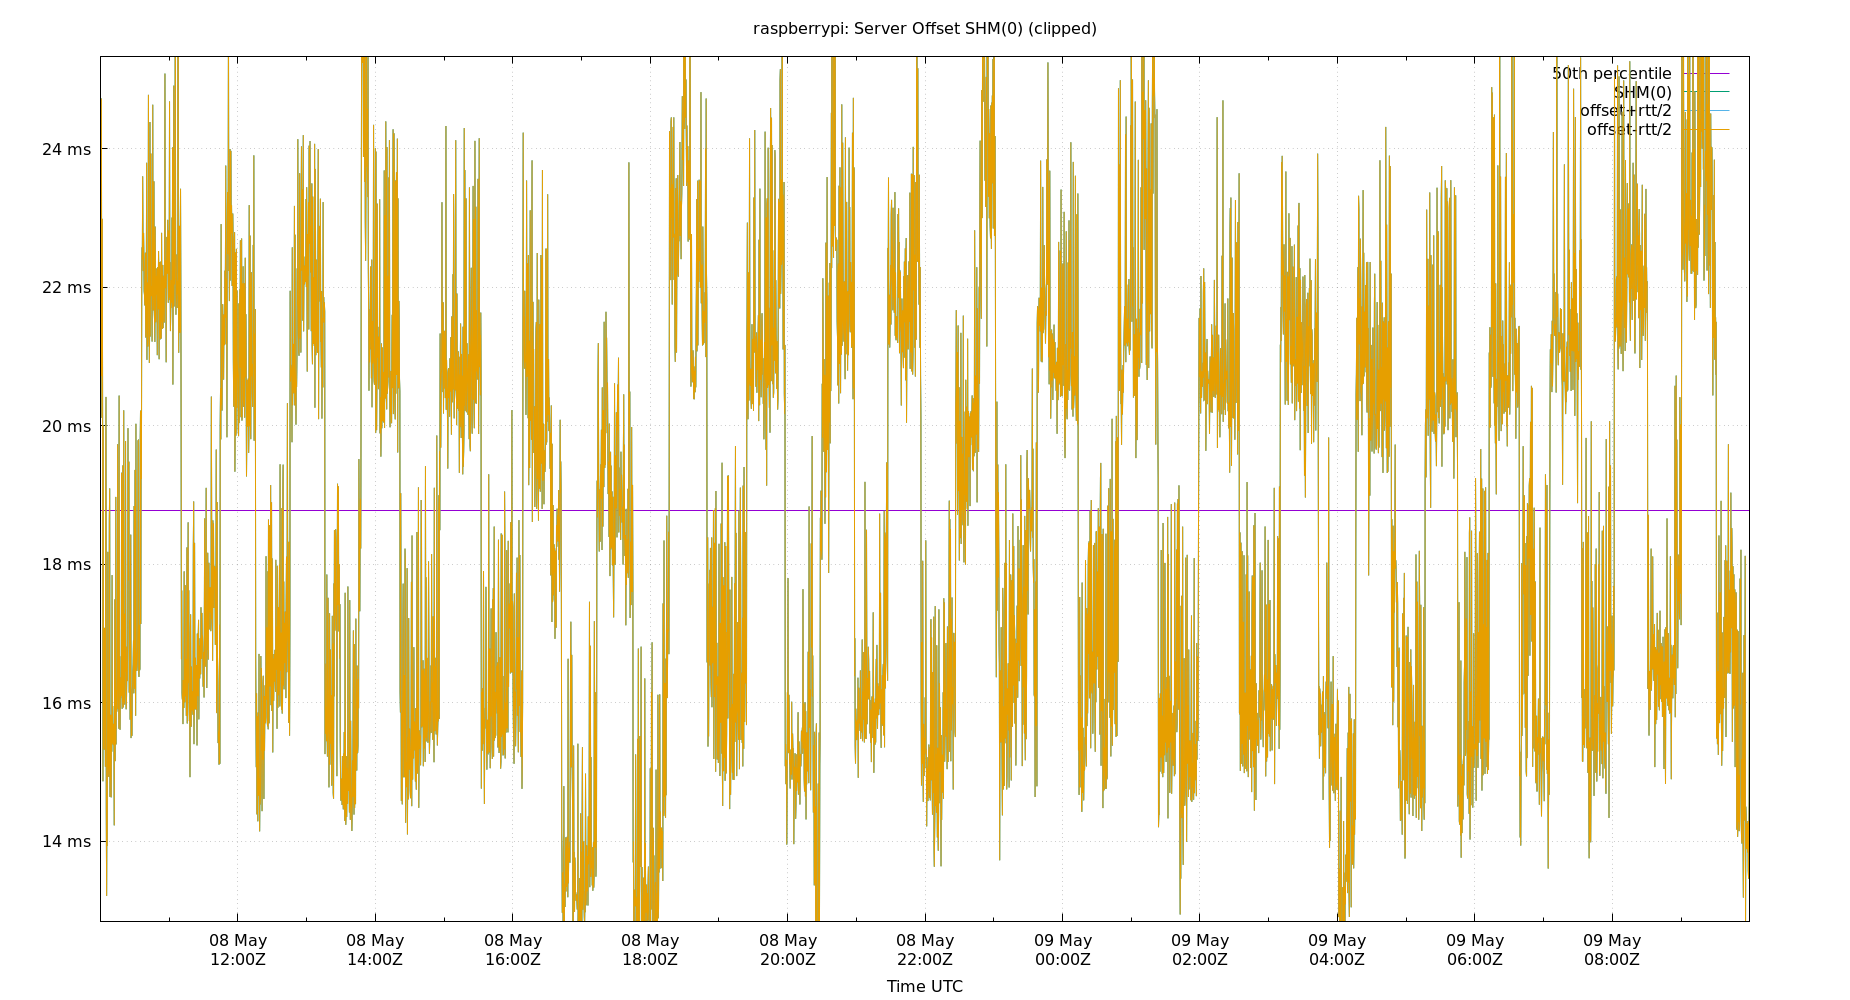 raspberrypi: Server Offset SHM(0) (clipped)
50th percentile
SHM(0)
offset+rtt/2
offset-rtt/2
24 ms
22 ms
20 ms
18 ms
16 ms
14 ms
08 May 08 May 08 May 08 May 08 May 08 May 09 May 09 May 09 May 09 May 09 May
12:00Z 14:00Z 16:00Z 18:00Z 20:00Z 22:00Z 00:00Z 02:00Z 04:00Z 06:00Z 08:00Z
Time UTC